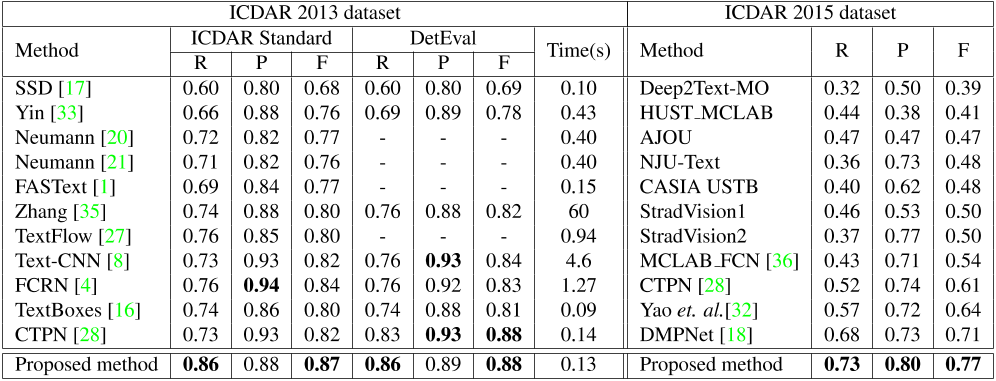 ICDAR 2013 dataset ICDAR 2015 dataset
Method ICDAR Standard DetEval Time(s) Method R P F
R P F R P F
SSD [17] 0.60 0.80 0.68 0.60 0.80 0.69 0.10 Deep2Text-MO 0.32 0.50 0.39
Yin [33] 0.66 0.88 0.76 0.69 0.89 0.78 0.43 HUST_MCLAB 0.44 0.38 0.41
Neumann [20] 0.72 0.82 0.77 - - - 0.40 AJOU 0.47 0.47 0.47
Neumann [21] 0.71 0.82 0.76 - - - 0.40 NJU-Text 0.36 0.73 0.48
FASText [1] 0.69 0.84 0.77 - - - 0.15 CASIA USTB 0.40 0.62 0.48
Zhang [35] 0.74 0.88 0.80 0.76 0.88 0.82 60 StradVision1 0.46 0.53 0.50
TextFlow [27] 0.76 0.85 0.80 - - - 0.94 StradVision2 0.37 0.77 0.50
Text-CNN [8] 0.73 0.93 0.82 0.76 0.93 0.84 4.6 MCLAB_FCN [36] 0.43 0.71 0.54
FCRN [4] 0.76 0.94 0.84 0.76 0.92 0.83 1.27 CTPN [28] 0.52 0.74 0.61
TextBoxes [16] 0.74 0.86 0.80 0.74 0.88 0.81 0.09 Yao et. al.[32] 0.57 0.72 0.64
CTPN [28] 0.73 0.93 0.82 0.83 0.93 0.88 0.14 DMPNet [18] 0.68 0.73 0.71
Proposed method 0.86 0.88 0.87 0.86 0.89 0.88 0.13 Proposed method 0.73 0.80 0.77